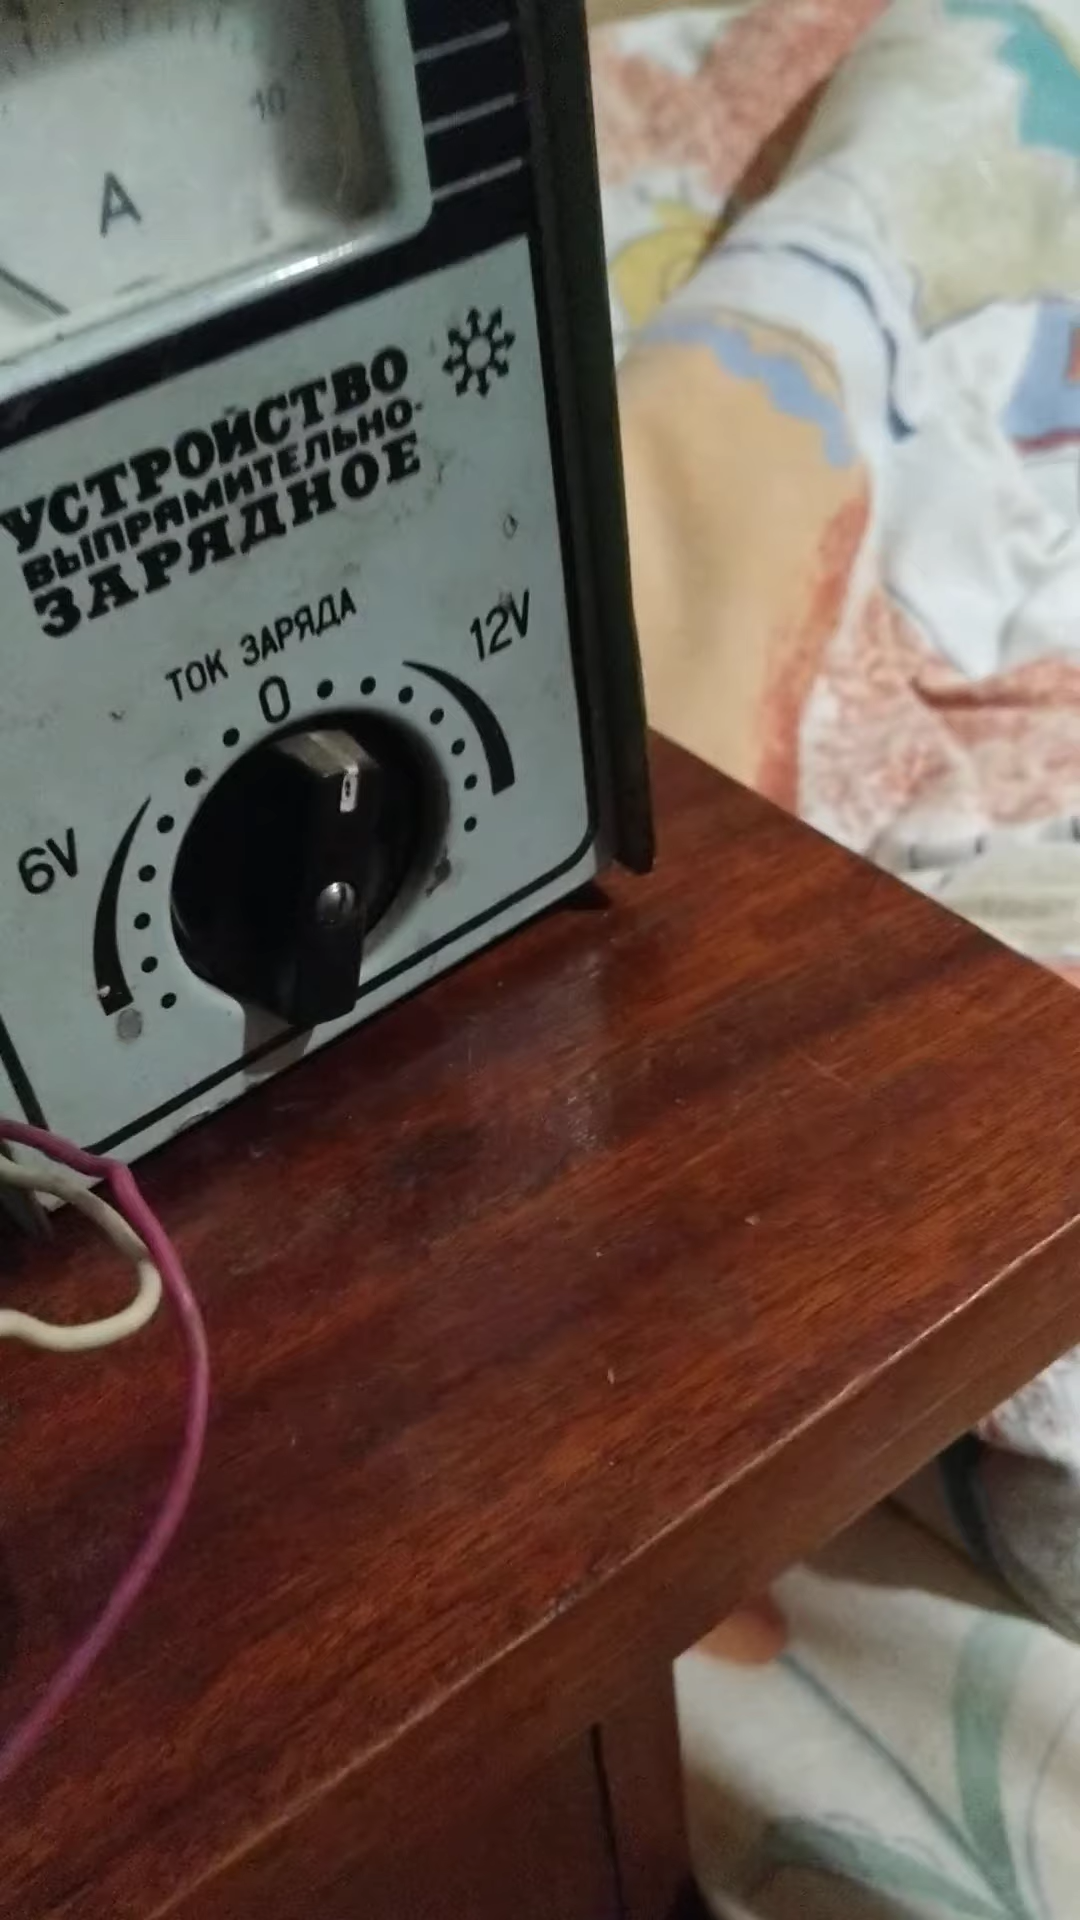 10
A
УСТРОЙСТВО
ВЫПРЯМИТЕЛЬНО-
ЗАРЯДНОЕ
ТОК ЗАРЯДА
0
12V
6V